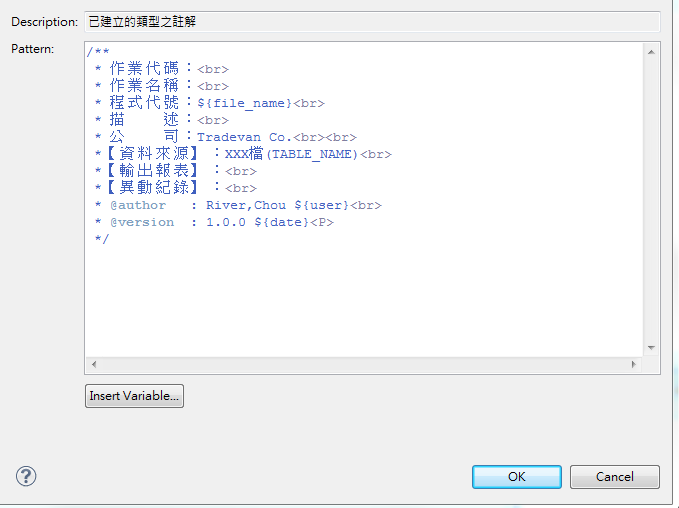 Description: 已建立的類型之註解
Pattern:
/**
 * 作業代碼：<br>
 * 作業名稱：<br>
 * 程式代號：${file_name}<br>
 * 描　　述：<br>
 * 公　　司：Tradevan Co.<br><br>
 *【資料來源】 ：XXX檔(TABLE_NAME)<br>
 *【輸出報表】 ：<br>
 *【異動紀錄】 ：<br>
 * @author   : River,Chou ${user}<br>
 * @version  : 1.0.0 ${date}<P>
 */
Insert Variable...
?
OK Cancel